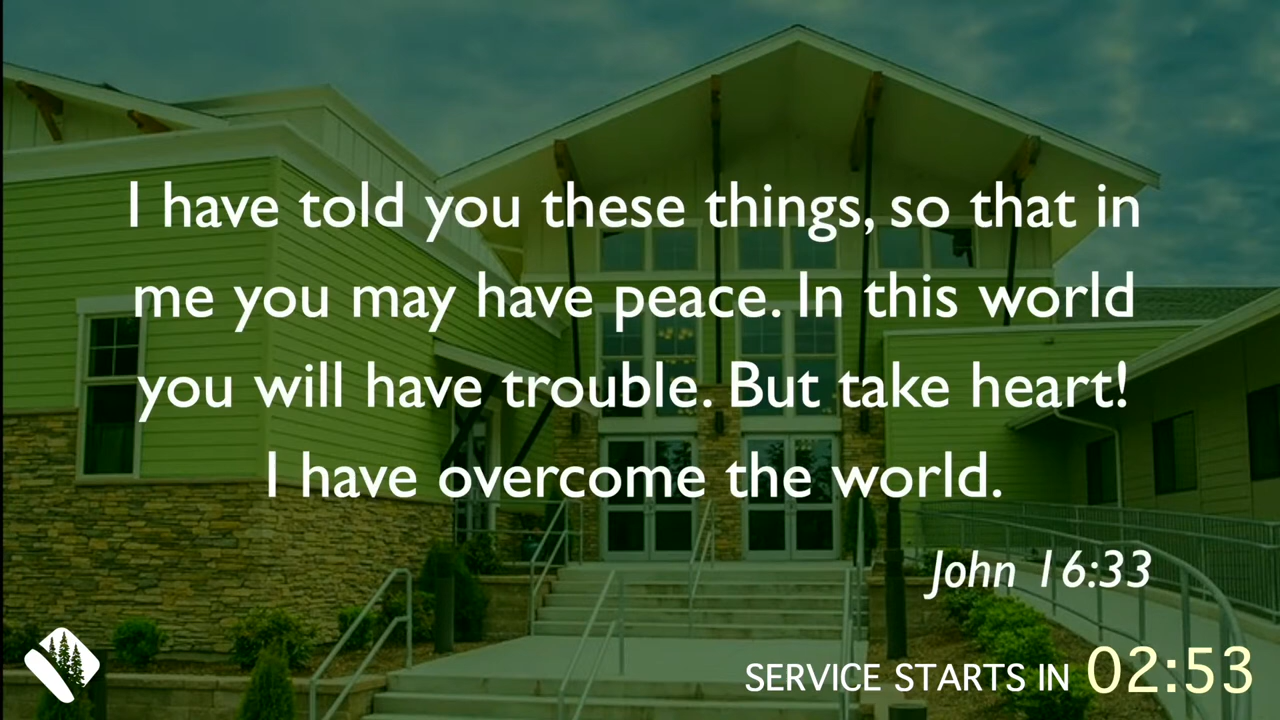 I have told you these things, so that in
me you may have peace. In this world
you will have trouble. But take heart!
I have overcome the world.
John 16:33
SERVICE STARTS IN 02:53